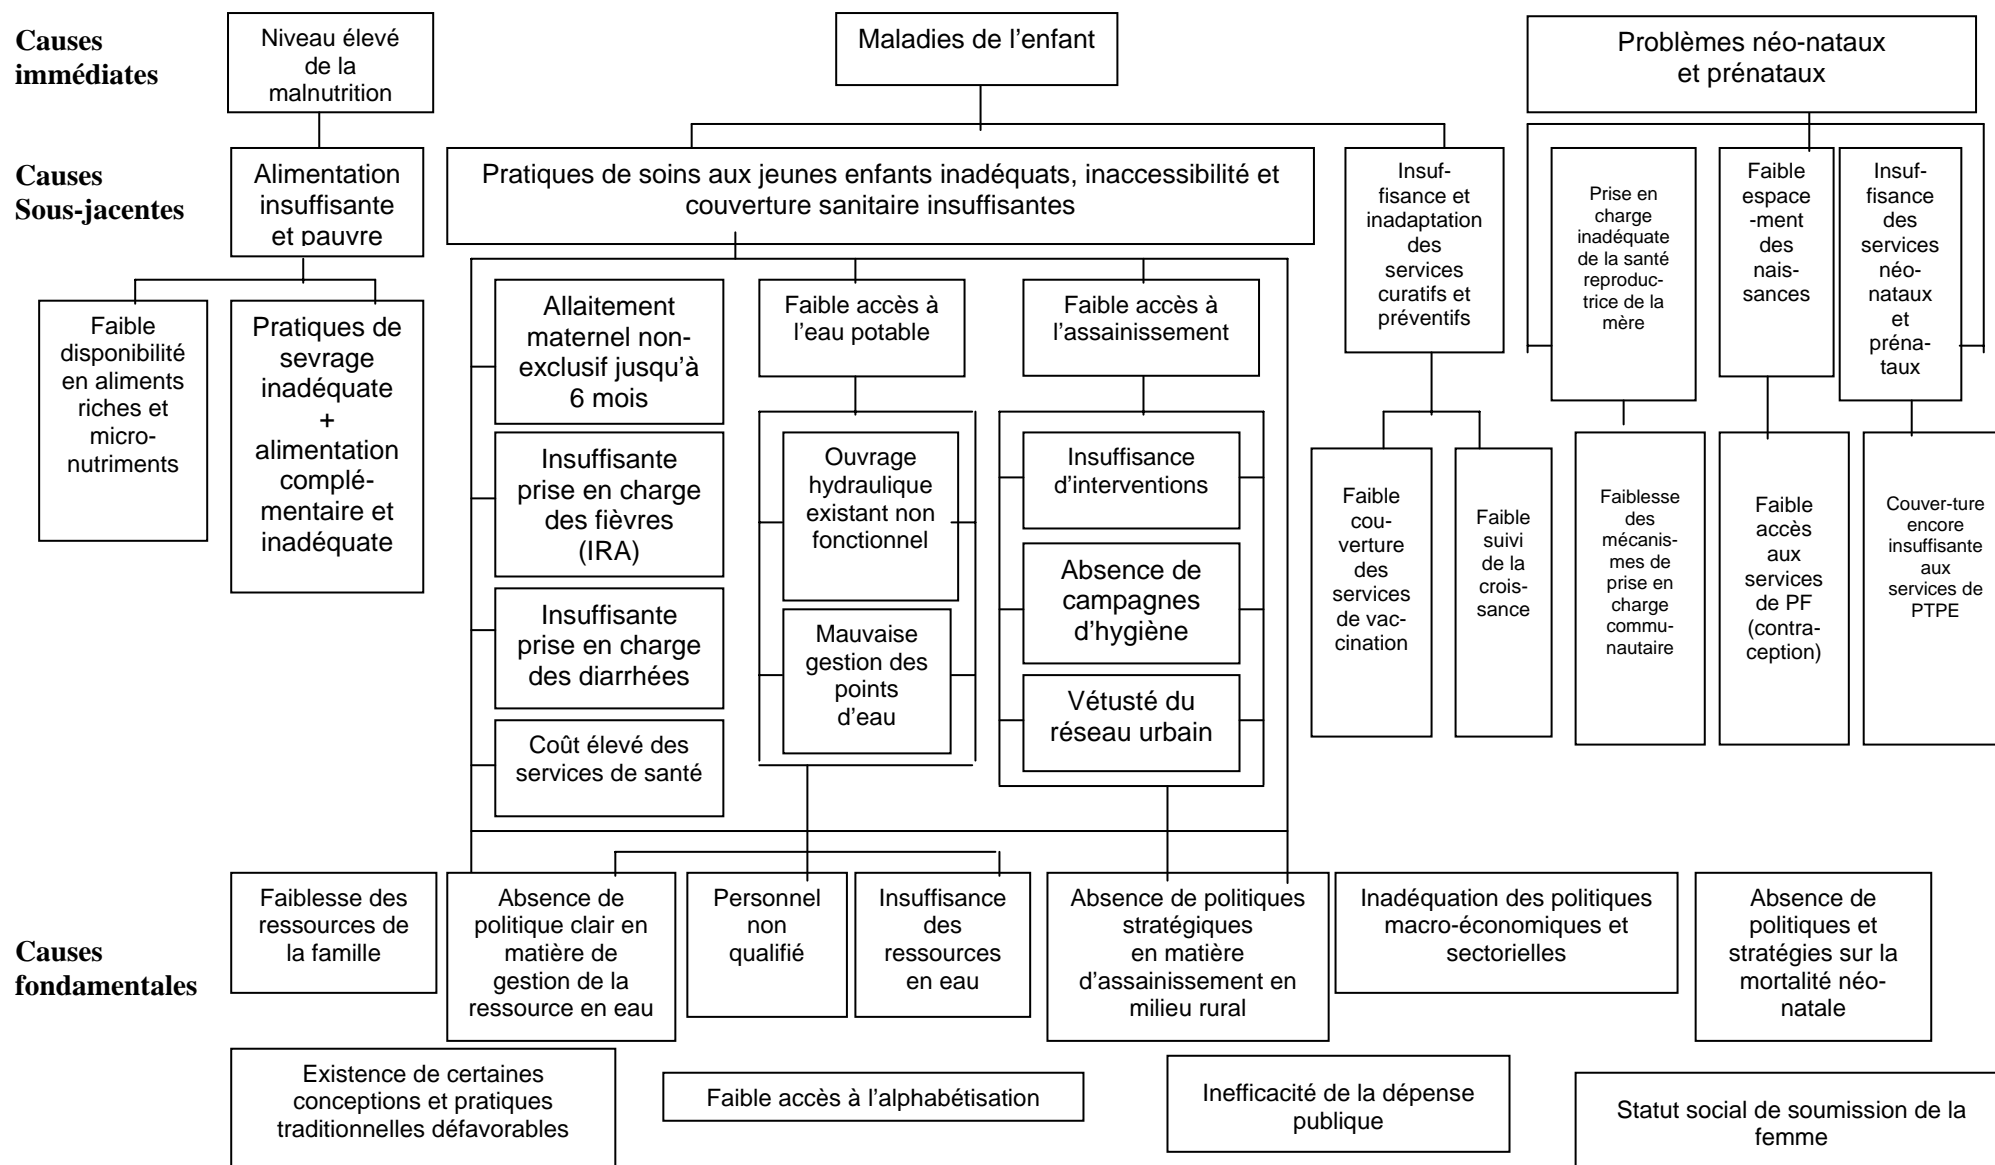 Causes
immédiates
Niveau élevé
de la
malnutrition
Maladies de l’enfant
Problèmes néo-nataux
et prénataux
Causes
Sous-jacentes
Alimentation
insuffisante
et pauvre
Pratiques de soins aux jeunes enfants inadéquats, inaccessibilité et
couverture sanitaire insuffisantes
Insuf-
fisance et
inadaptation
des
services
curatifs et
préventifs
Prise en
charge
inadéquate
de la santé
reproduc-
trice de la
mère
Faible
espace
-ment
des
nais-
sances
Insuf-
fisance
des
services
néo-
nataux
et
préna-
taux
Faible
disponibilité
en aliments
riches et
micro-
nutriments
Pratiques de
sevrage
inadéquate
+
alimentation
complé-
mentaire et
inadéquate
Allaitement
maternel non-
exclusif jusqu’à
6 mois
Insuffisante
prise en charge
des fièvres
(IRA)
Insuffisante
prise en charge
des diarrhées
Coût élevé des
services de santé
Faible accès à
l’eau potable
Ouvrage
hydraulique
existant non
fonctionnel
Mauvaise
gestion des
points
d’eau
Faible accès à
l’assainissement
Insuffisance
d’interventions
Absence de
campagnes
d’hygiène
Vétusté du
réseau urbain
Faible
cou-
verture
des
services
de vac-
cination
Faible
suivi
de la
crois-
sance
Faiblesse
des
mécanis-
mes de
prise en
charge
commu-
nautaire
Faible
accès
aux
services
de PF
(contra-
ception)
Couver-ture
encore
insuffisante
aux
services de
PTPE
Causes
fondamentales
Faiblesse des
ressources de
la famille
Absence de
politique clair en
matière de
gestion de la
ressource en eau
Personnel
non
qualifié
Insuffisance
des
ressources
en eau
Absence de politiques
stratégiques
en matière
d’assainissement en
milieu rural
Inadéquation des politiques
macro-économiques et
sectorielles
Absence de
politiques et
stratégies sur la
mortalité néo-
natale
Existence de certaines
conceptions et pratiques
traditionnelles défavorables
Faible accès à l’alphabétisation
Inefficacité de la dépense
publique
Statut social de soumission de la
femme